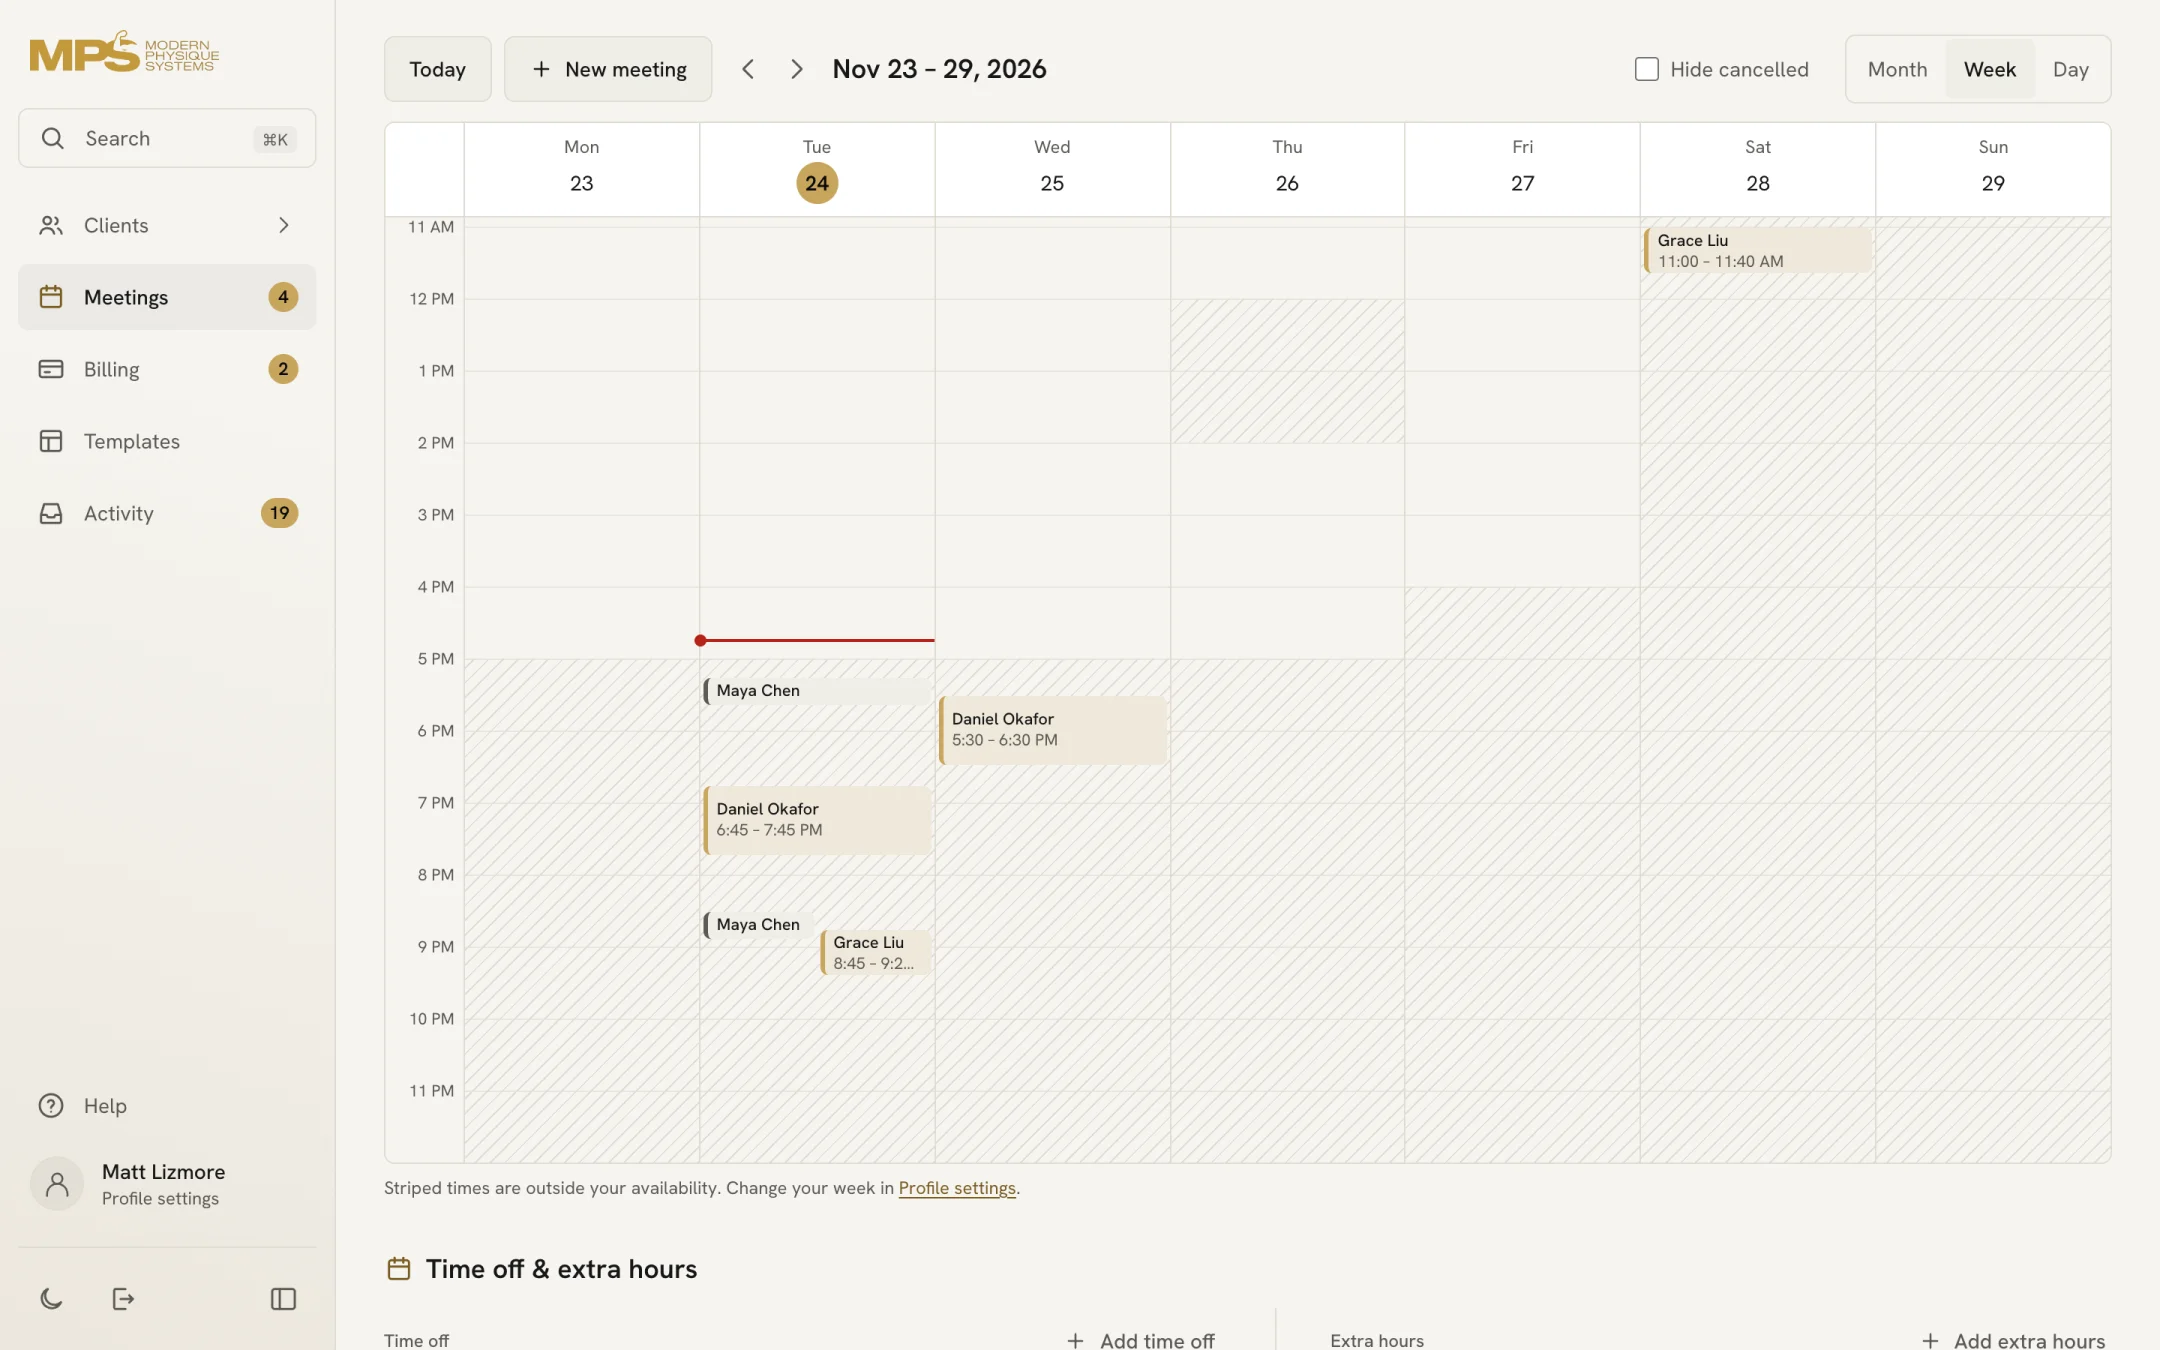 MPS MODERN
PHYSIQUE
SYSTEMS
Search ⌘K
Clients
Meetings 4
Billing 2
Templates
Activity 19
Help
Matt Lizmore
Profile settings
Today
+ New meeting
Nov 23 – 29, 2026
Hide cancelled
Month Week Day
Mon Tue Wed Thu Fri Sat Sun
23 24 25 26 27 28 29
11 AM
12 PM
1 PM
2 PM
3 PM
4 PM
5 PM
6 PM
7 PM
8 PM
9 PM
10 PM
11 PM
Maya Chen
Daniel Okafor
6:45 – 7:45 PM
Maya Chen
Grace Liu
8:45 – 9:2...
Daniel Okafor
5:30 – 6:30 PM
Grace Liu
11:00 – 11:40 AM
Striped times are outside your availability. Change your week in Profile settings.
Time off & extra hours
Time off + Add time off
Extra hours + Add extra hours